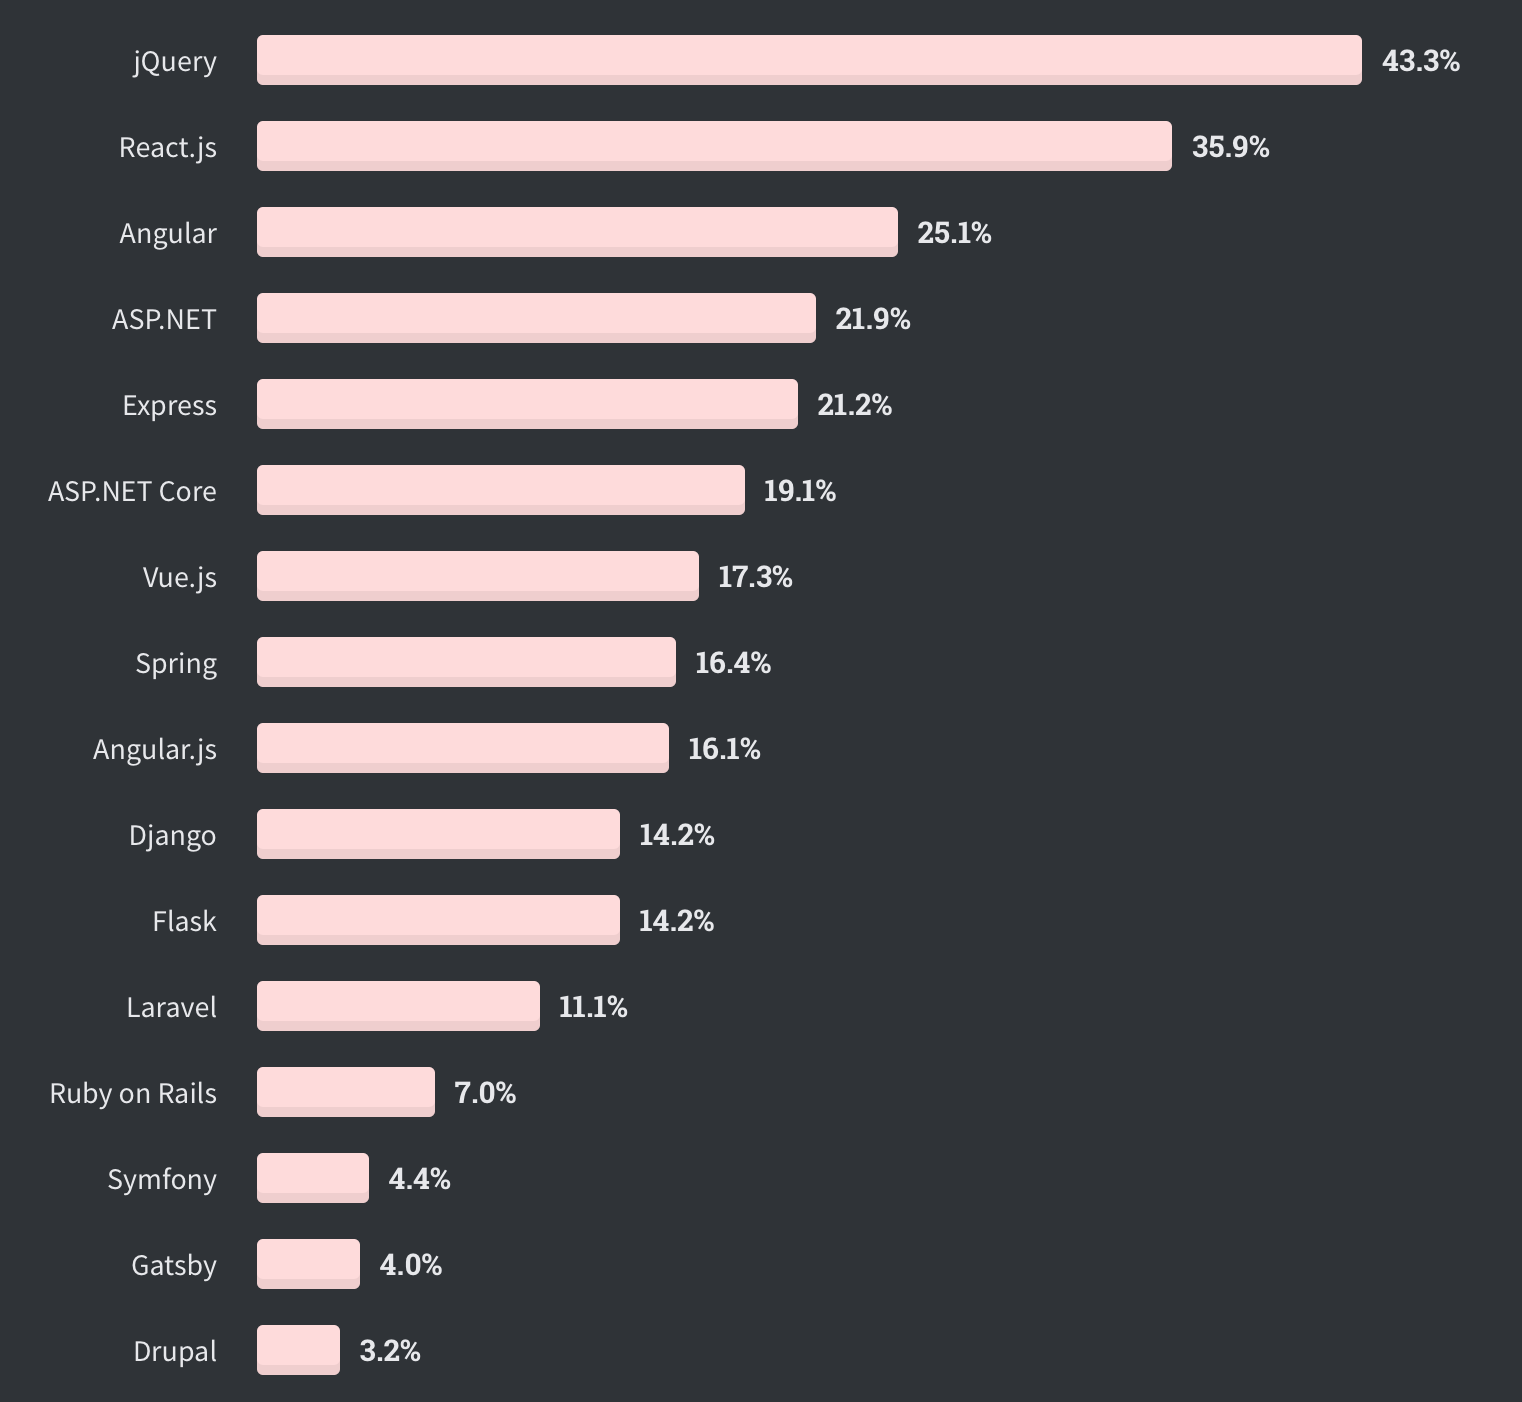 jQuery 43.3%
React.js 35.9%
Angular 25.1%
ASP.NET 21.9%
Express 21.2%
ASP.NET Core 19.1%
Vue.js 17.3%
Spring 16.4%
Angular.js 16.1%
Django 14.2%
Flask 14.2%
Laravel 11.1%
Ruby on Rails 7.0%
Symfony 4.4%
Gatsby 4.0%
Drupal 3.2%